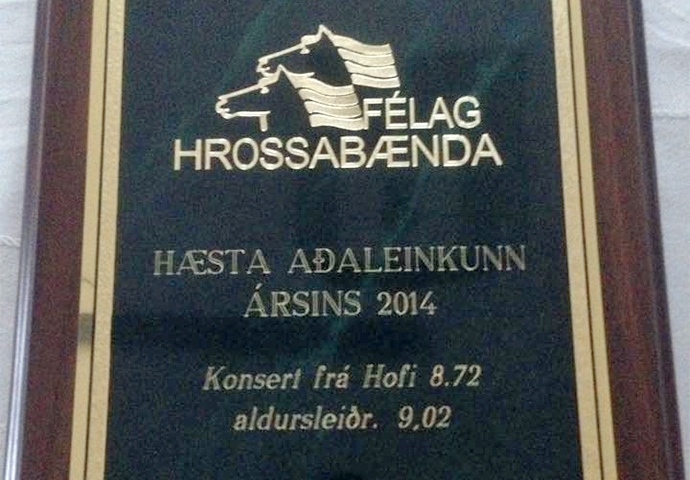 FÉLAG
HROSSABÆNDA
HÆSTA AÐALEINKUNN
ÁRSINS 2014
Konsert frá Hofi 8.72
aldursleiðr. 9,02